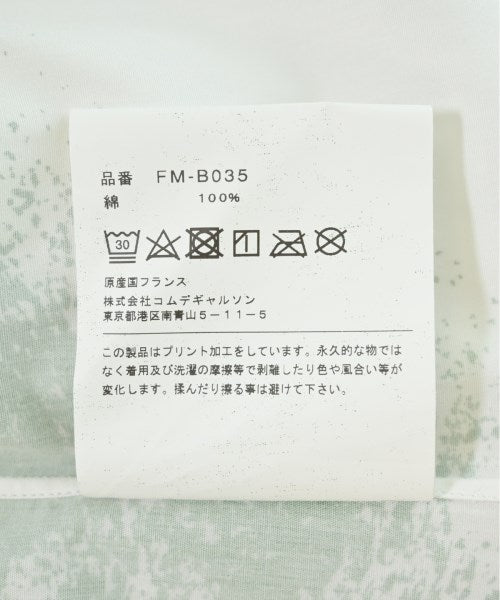 品番 FM-B035
綿 100%
30
原産国フランス
株式会社コムデギャルソン
東京都港区南青山5-11-5
この製品はプリント加工をしています。永久的な物では
なく着用及び洗濯の摩擦等で剥離したり色や風合い等が
変化します。揉んだり擦る事は避けて下さい。